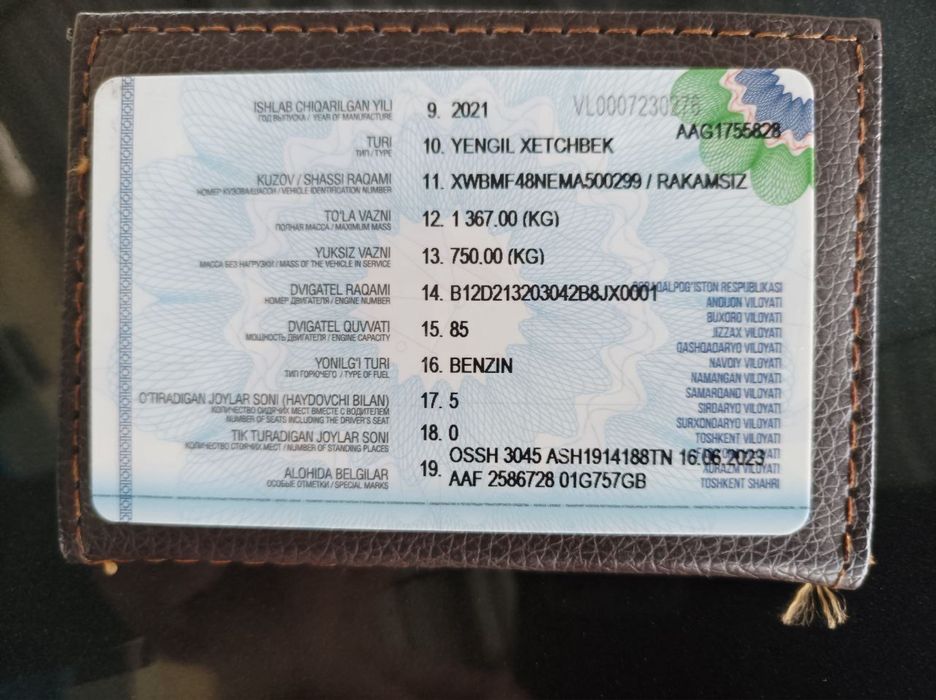 VL0007230276
AAG1755828
ISHLAB CHIQARILGAN YILI 9. 2021
ГОД ВЫПУСКА / YEAR OF MANUFACTURE
TURI 10. YENGIL XETCHBEK
ТИП / TYPE
KUZOV / SHASSI RAQAMI 11. XWBMF48NEMA500299 / RAKAMSIZ
НОМЕР КУЗОВА/ШАССИ / VEHICLE IDENTIFICATION NUMBER
TO'LA VAZNI 12. 1 367.00 (KG)
ПОЛНАЯ МАССА / MAXIMUM MASS
YUKSIZ VAZNI 13. 750.00 (KG)
МАССА БЕЗ НАГРУЗКИ / MASS OF THE VEHICLE IN SERVICE
DVIGATEL RAQAMI 14. B12D213203042B8JX0001
НОМЕР ДВИГАТЕЛЯ / ENGINE NUMBER
DVIGATEL QUVVATI 15. 85
МОЩНОСТЬ ДВИГАТЕЛЯ / ENGINE CAPACITY
YONILG'I TURI 16. BENZIN
ТИП ГОРЮЧЕГО / TYPE OF FUEL
O'TIRADIGAN JOYLAR SONI (HAYDOVCHI BILAN) 17. 5
КОЛИЧЕСТВО СИДЯЧИХ МЕСТ ВМЕСТЕ С ВОДИТЕЛЕМ
NUMBER OF SEATS INCLUDING THE DRIVER'S SEAT
TIK TURADIGAN JOYLAR SONI 18. 0
КОЛИЧЕСТВО СТОЯЧИХ МЕСТ / NUMBER OF STANDING PLACES
ALOHIDA BELGILAR 19. OSSH 3045 ASH1914188TN 16.06.2023
ОСОБЫЕ ОТМЕТКИ / SPECIAL MARKS AAF 2586728 01G757GB
RESPUBLIKASI
ANDIJON VILOYATI
BUXORO VILOYATI
JIZZAX VILOYATI
QASHQADARYO VILOYATI
NAVOIY VILOYATI
NAMANGAN VILOYATI
SAMARQAND VILOYATI
SIRDARYO VILOYATI
SURXONDARYO VILOYATI
TOSHKENT VILOYATI
XORAZM VILOYATI
TOSHKENT SHAHRI